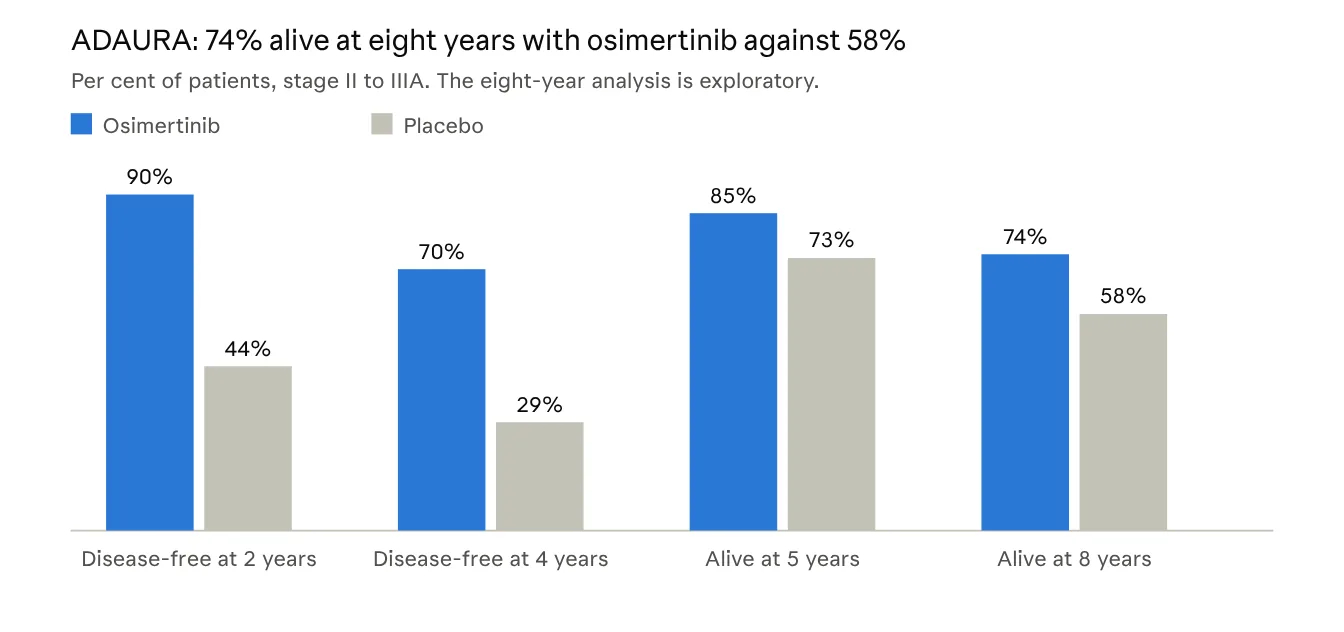 ADAURA: 74% alive at eight years with osimertinib against 58%
Per cent of patients, stage II to IIIA. The eight-year analysis is exploratory.
Osimertinib
Placebo
90%
44%
70%
29%
85%
73%
74%
58%
Disease-free at 2 years
Disease-free at 4 years
Alive at 5 years
Alive at 8 years